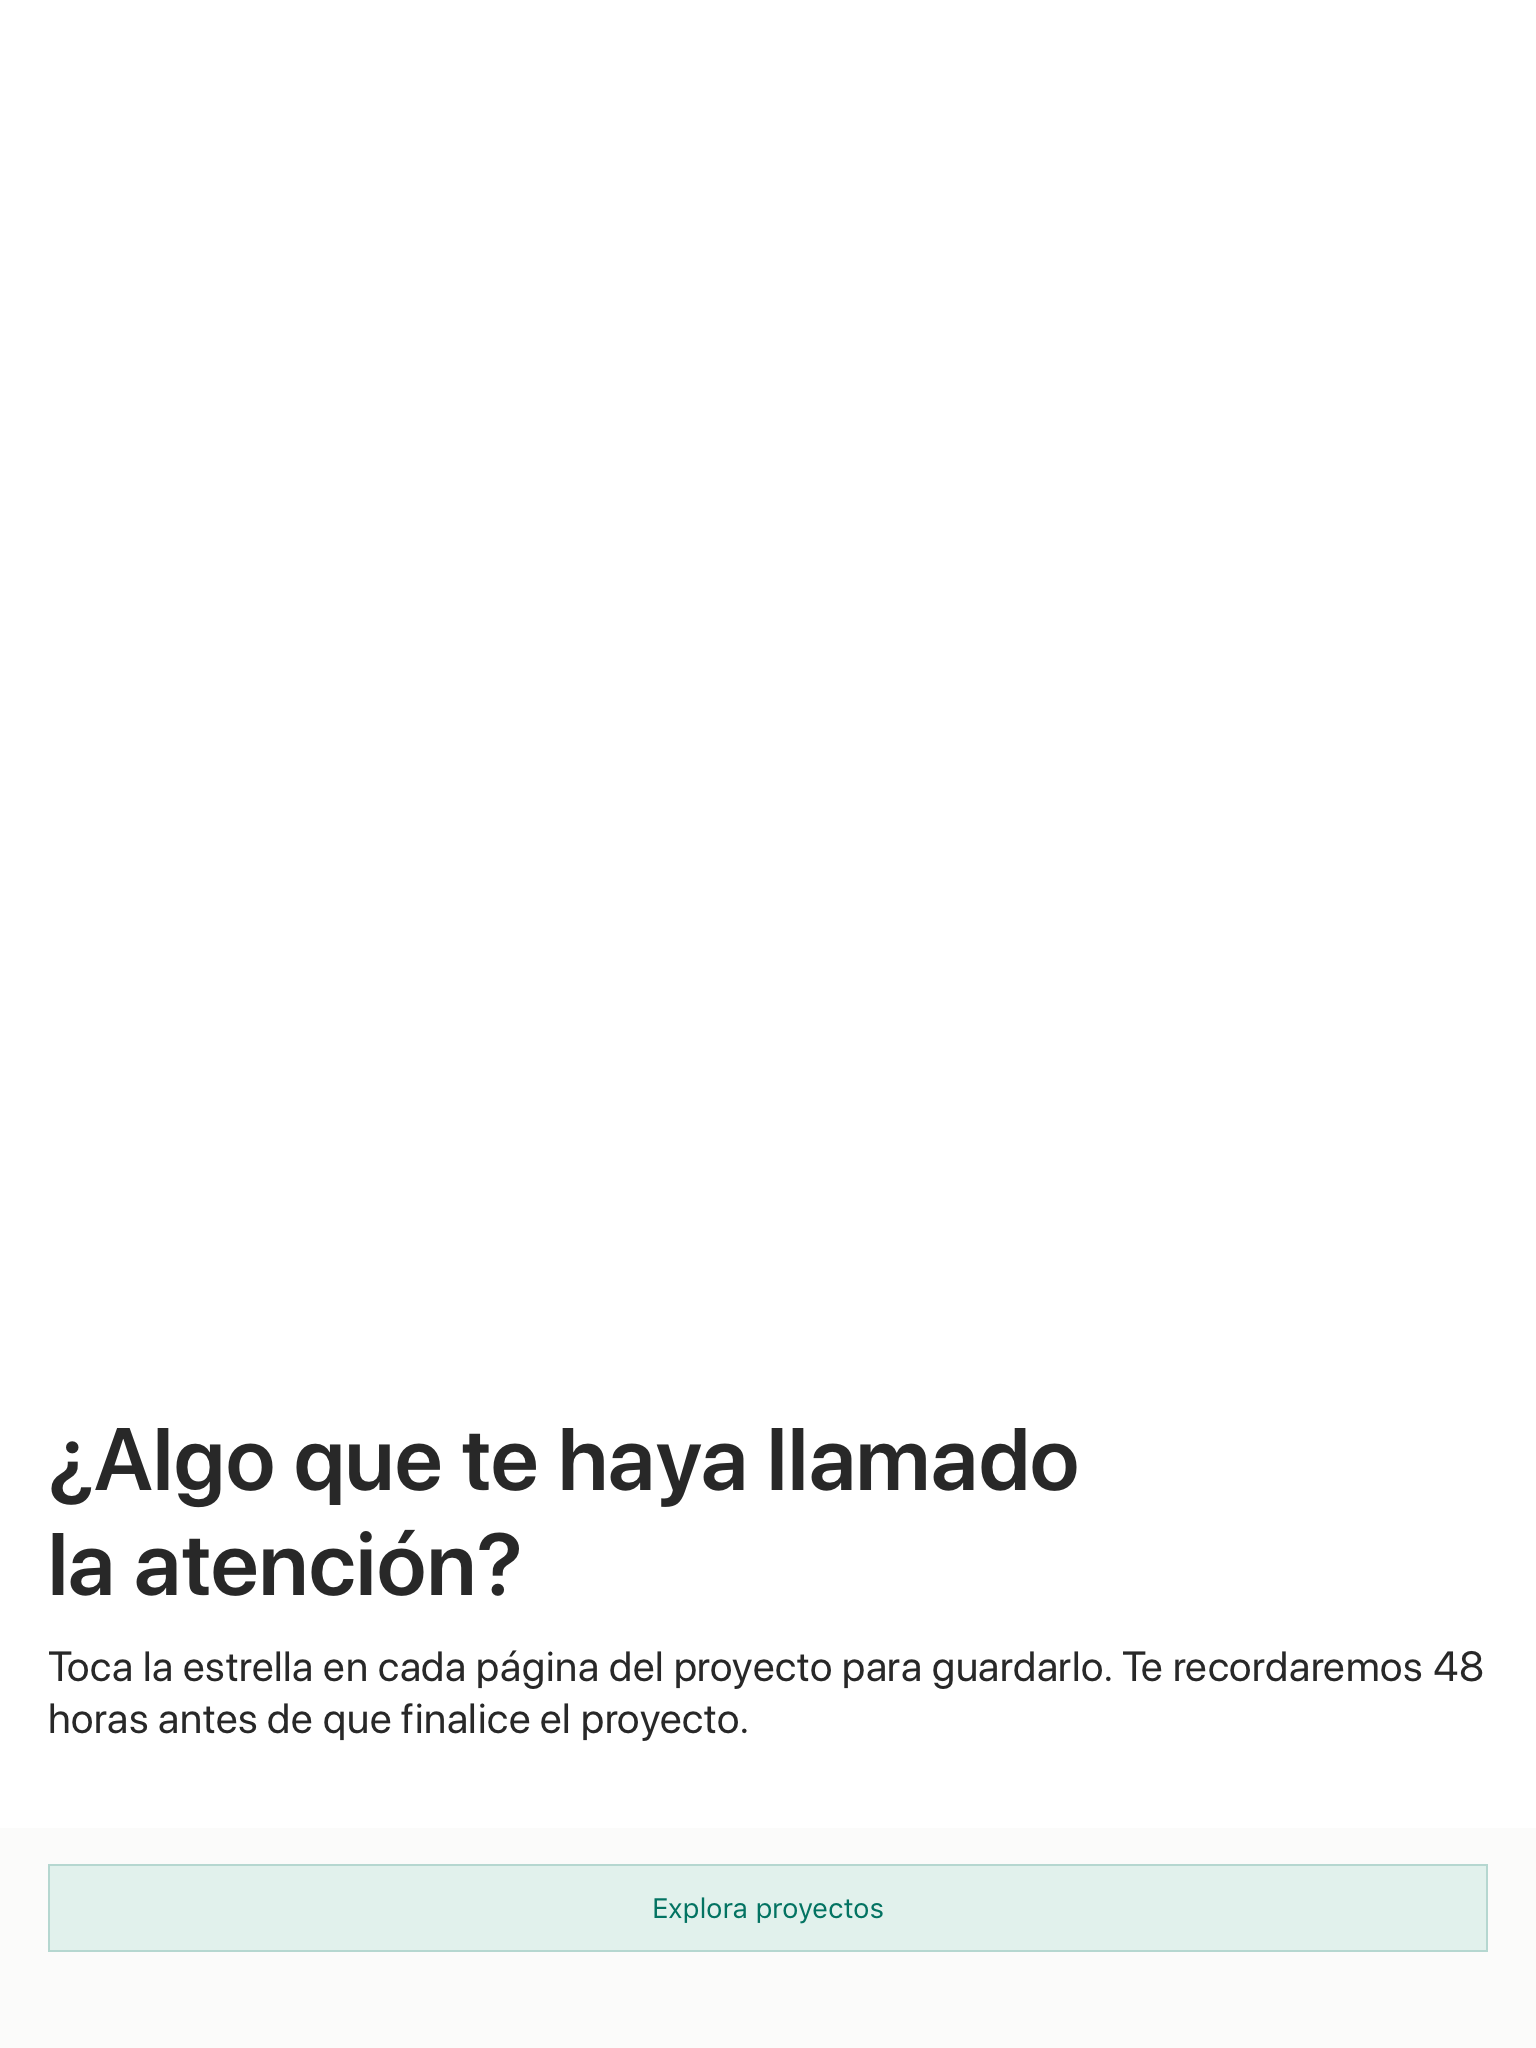 ¿Algo que te haya llamado
la atención?
Toca la estrella en cada página del proyecto para guardarlo. Te recordaremos 48
horas antes de que finalice el proyecto.
Explora proyectos